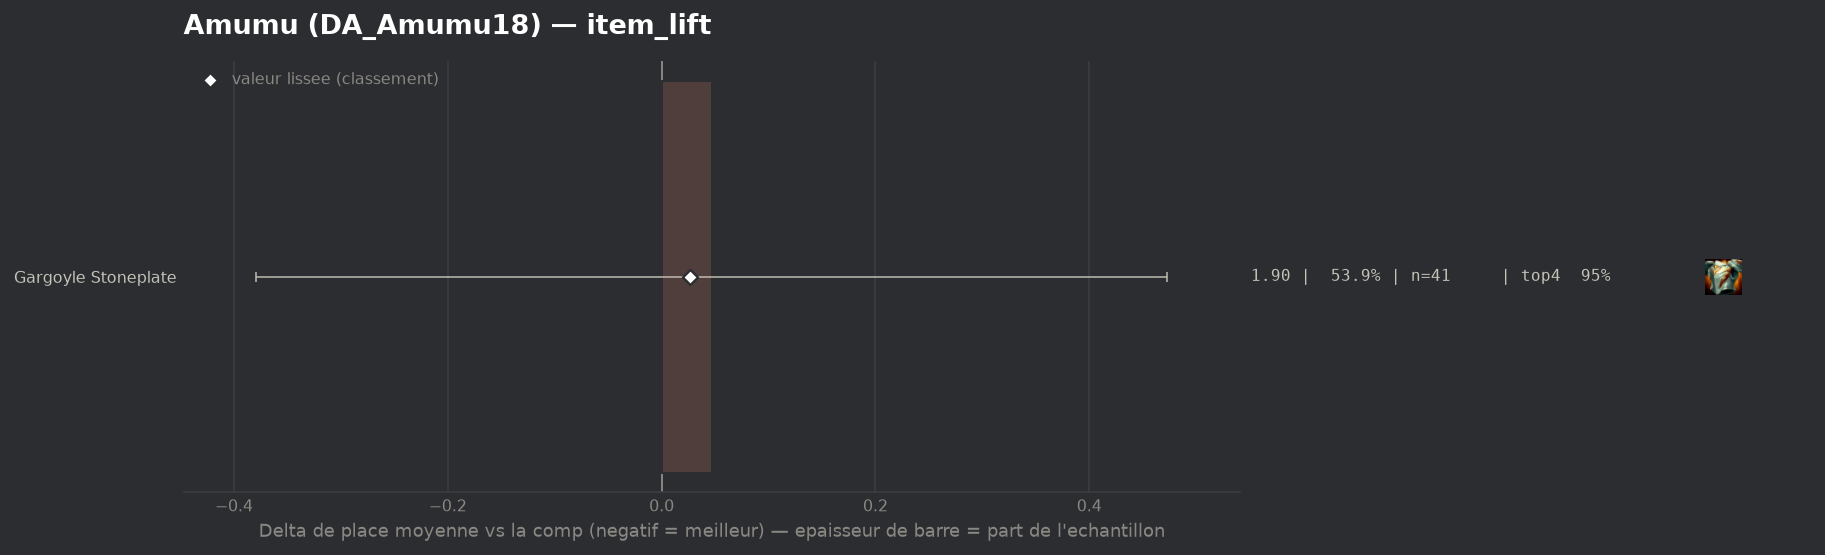 Amumu (DA_Amumu18) — item_lift
valeur lissee (classement)
Gargoyle Stoneplate
1.90 | 53.9% | n=41 | top4 95%
−0.4 −0.2 0.0 0.2 0.4
Delta de place moyenne vs la comp (negatif = meilleur) — epaisseur de barre = part de l'echantillon